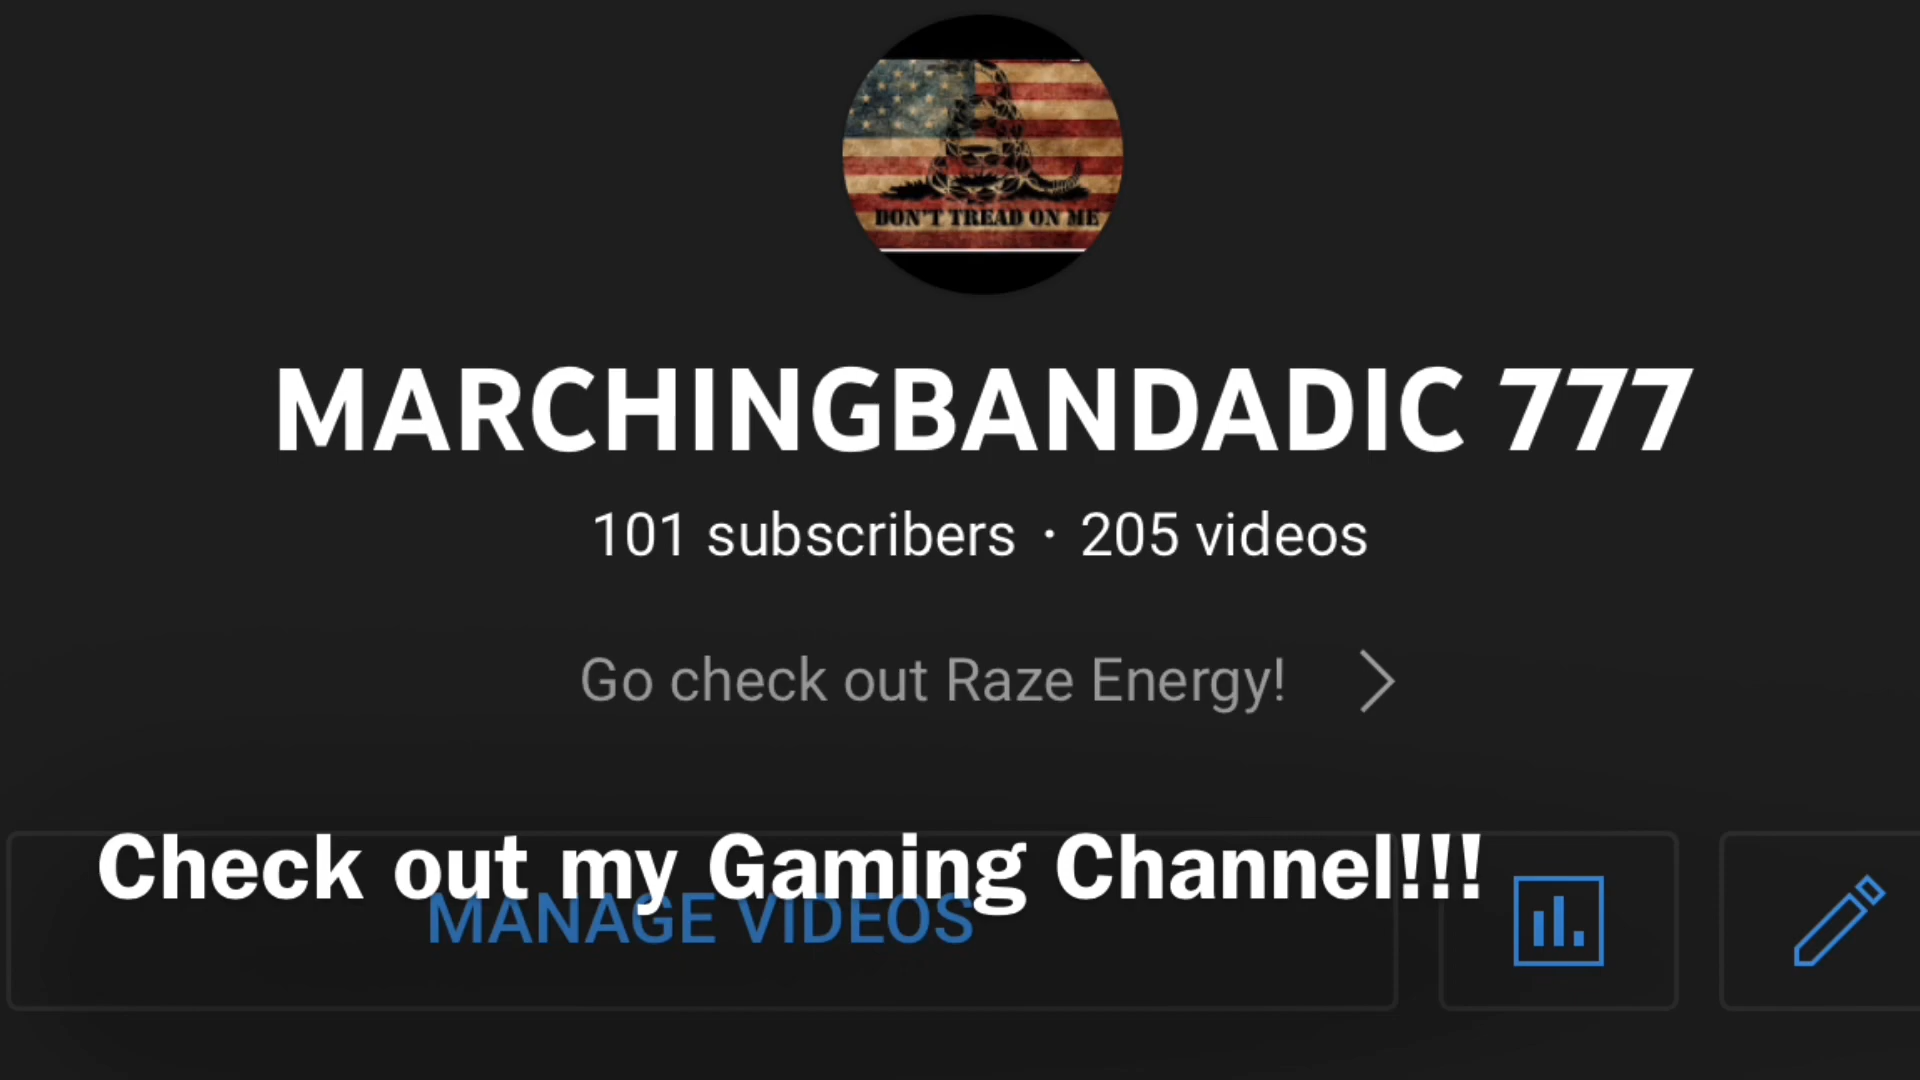 DON'T TREAD ON ME
MARCHINGBANDADIC 777
101 subscribers · 205 videos
Go check out Raze Energy!
Check out my Gaming Channel!!!
MANAGE VIDEOS